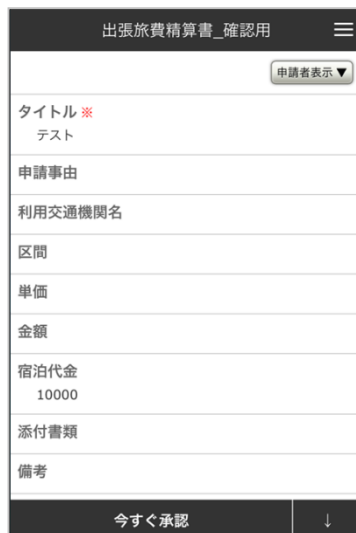 出張旅費精算書_確認用
申請者表示▼
タイトル ※
テスト
申請事由
利用交通機関名
区間
単価
金額
宿泊代金
10000
添付書類
備考
今すぐ承認
↓